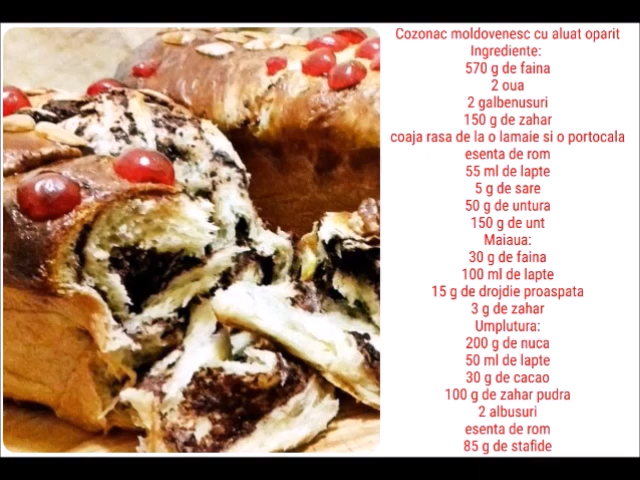 Cozonac moldovenesc cu aluat oparit
Ingrediente:
570 g de faina
2 oua
2 galbenusuri
150 g de zahar
coaja rasa de la o lamaie si o portocala
esenta de rom
55 ml de lapte
5 g de sare
50 g de untura
150 g de unt
Maiaua:
30 g de faina
100 ml de lapte
15 g de drojdie proaspata
3 g de zahar
Umplutura:
200 g de nuca
50 ml de lapte
30 g de cacao
100 g de zahar pudra
2 albusuri
esenta de rom
85 g de stafide